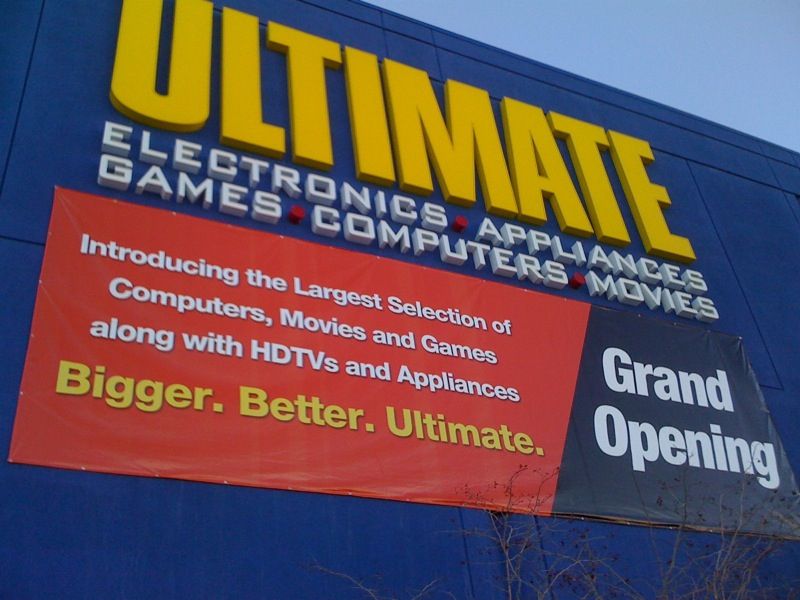 ULTIMATE
ELECTRONICS • APPLIANCES
GAMES • COMPUTERS • MOVIES
Introducing the Largest Selection of
Computers, Movies and Games
along with HDTVs and Appliances
Bigger. Better. Ultimate.
Grand
Opening